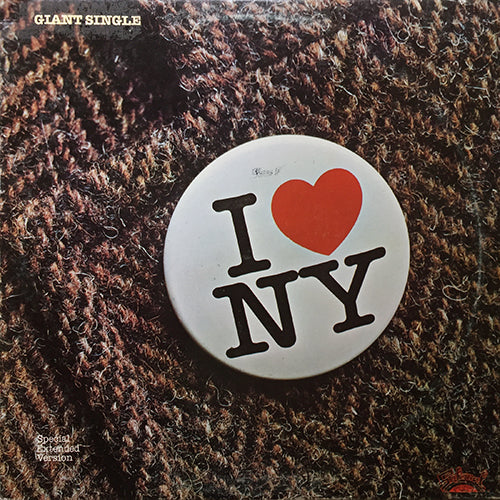 GIANT SINGLE
I ♥
NY
Special
Extended
Version